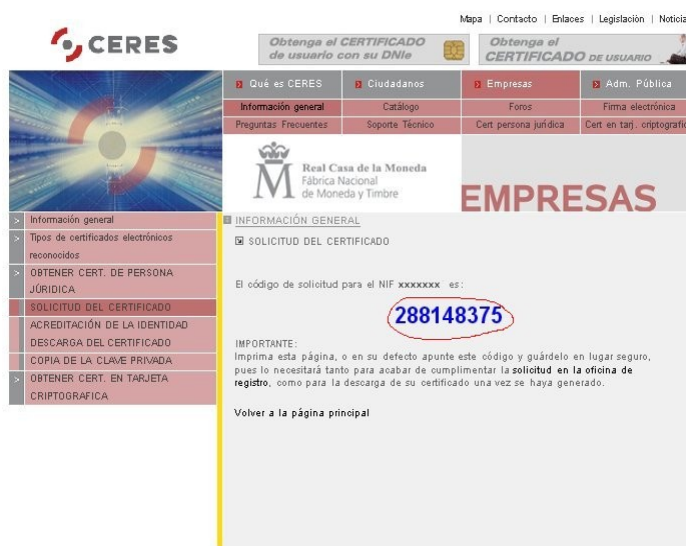 Mapa | Contacto | Enlaces | Legislación | Noticia
CERES
Obtenga el CERTIFICADO
de usuario con su DNIe
Obtenga el
CERTIFICADO DE USUARIO
Qué es CERES
Ciudadanos
Empresas
Adm. Pública
Información general
Catálogo
Foros
Firma electrónica
Preguntas Frecuentes
Soporte Técnico
Cert persona jurídica
Cert en tarj. criptografic
M
Real Casa de la Moneda
Fábrica Nacional
de Moneda y Timbre
EMPRESAS
> Información general
> Tipos de certificados electrónicos
reconocidos
> OBTENER CERT. DE PERSONA
JÚRIDICA
SOLICITUD DEL CERTIFICADO
ACREDITACIÓN DE LA IDENTIDAD
DESCARGA DEL CERTIFICADO
COPIA DE LA CLAVE PRIVADA
> OBTENER CERT. EN TARJETA
CRIPTOGRAFICA
INFORMACIÓN GENERAL
SOLICITUD DEL CERTIFICADO
El código de solicitud para el NIF xxxxxxx es:
288148375
IMPORTANTE:
Imprima esta página, o en su defecto apunte este código y guárdelo en lugar seguro,
pues lo necesitará tanto para acabar de cumplimentar la solicitud en la oficina de
registro, como para la descarga de su certificado una vez se haya generado.
Volver a la página principal